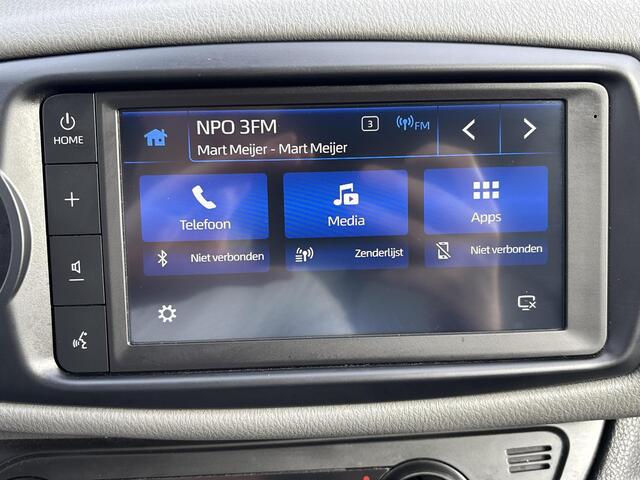 HOME
NPO 3FM
3
FM
Mart Meijer - Mart Meijer
Telefoon
Media
Apps
Niet verbonden
Zenderlijst
Niet verbonden